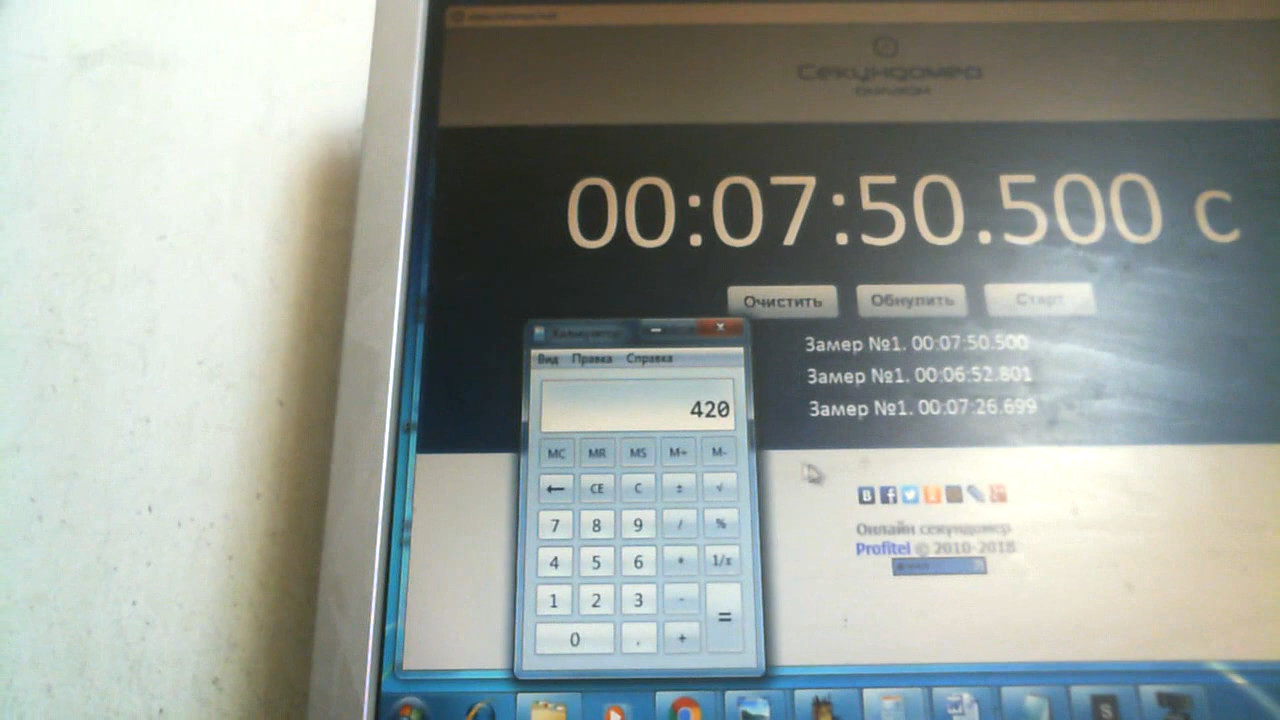 Секундомер
онлайн
00:07:50.500 с
Очистить Обнулить Старт
Замер №1. 00:07:50.500
Замер №1. 00:06:52.801
Замер №1. 00:07:26.699
Калькулятор
Вид Правка Справка
420
MC MR MS M+ M-
← CE C ± √
7 8 9 / %
4 5 6 * 1/x
1 2 3 - =
0 , +
Онлайн секундомер
Profitel © 2010-2018